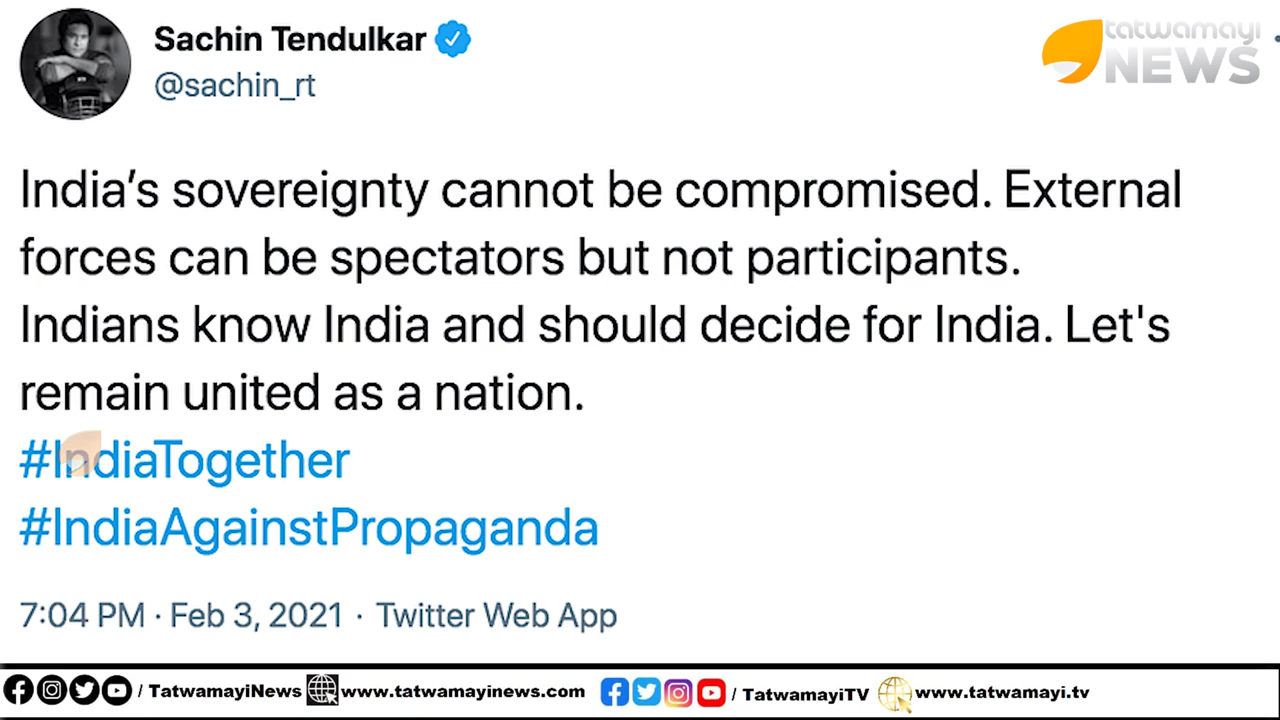 Sachin Tendulkar
@sachin_rt
tatwamayi
NEWS
India’s sovereignty cannot be compromised. External
forces can be spectators but not participants.
Indians know India and should decide for India. Let's
remain united as a nation.
#IndiaTogether
#IndiaAgainstPropaganda
7:04 PM · Feb 3, 2021 · Twitter Web App
/ TatwamayiNews www.tatwamayinews.com / TatwamayiTV www.tatwamayi.tv